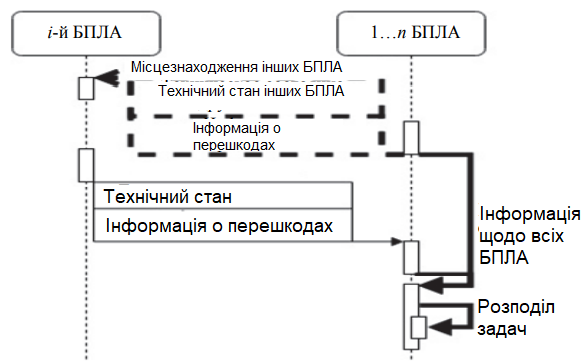 i-й БПЛА
1…n БПЛА
Місцезнаходження інших БПЛА
Технічний стан інших БПЛА
Інформація о
перешкодах
Технічний стан
Інформація о перешкодах
Інформація
щодо всіх
БПЛА
Розподіл
задач